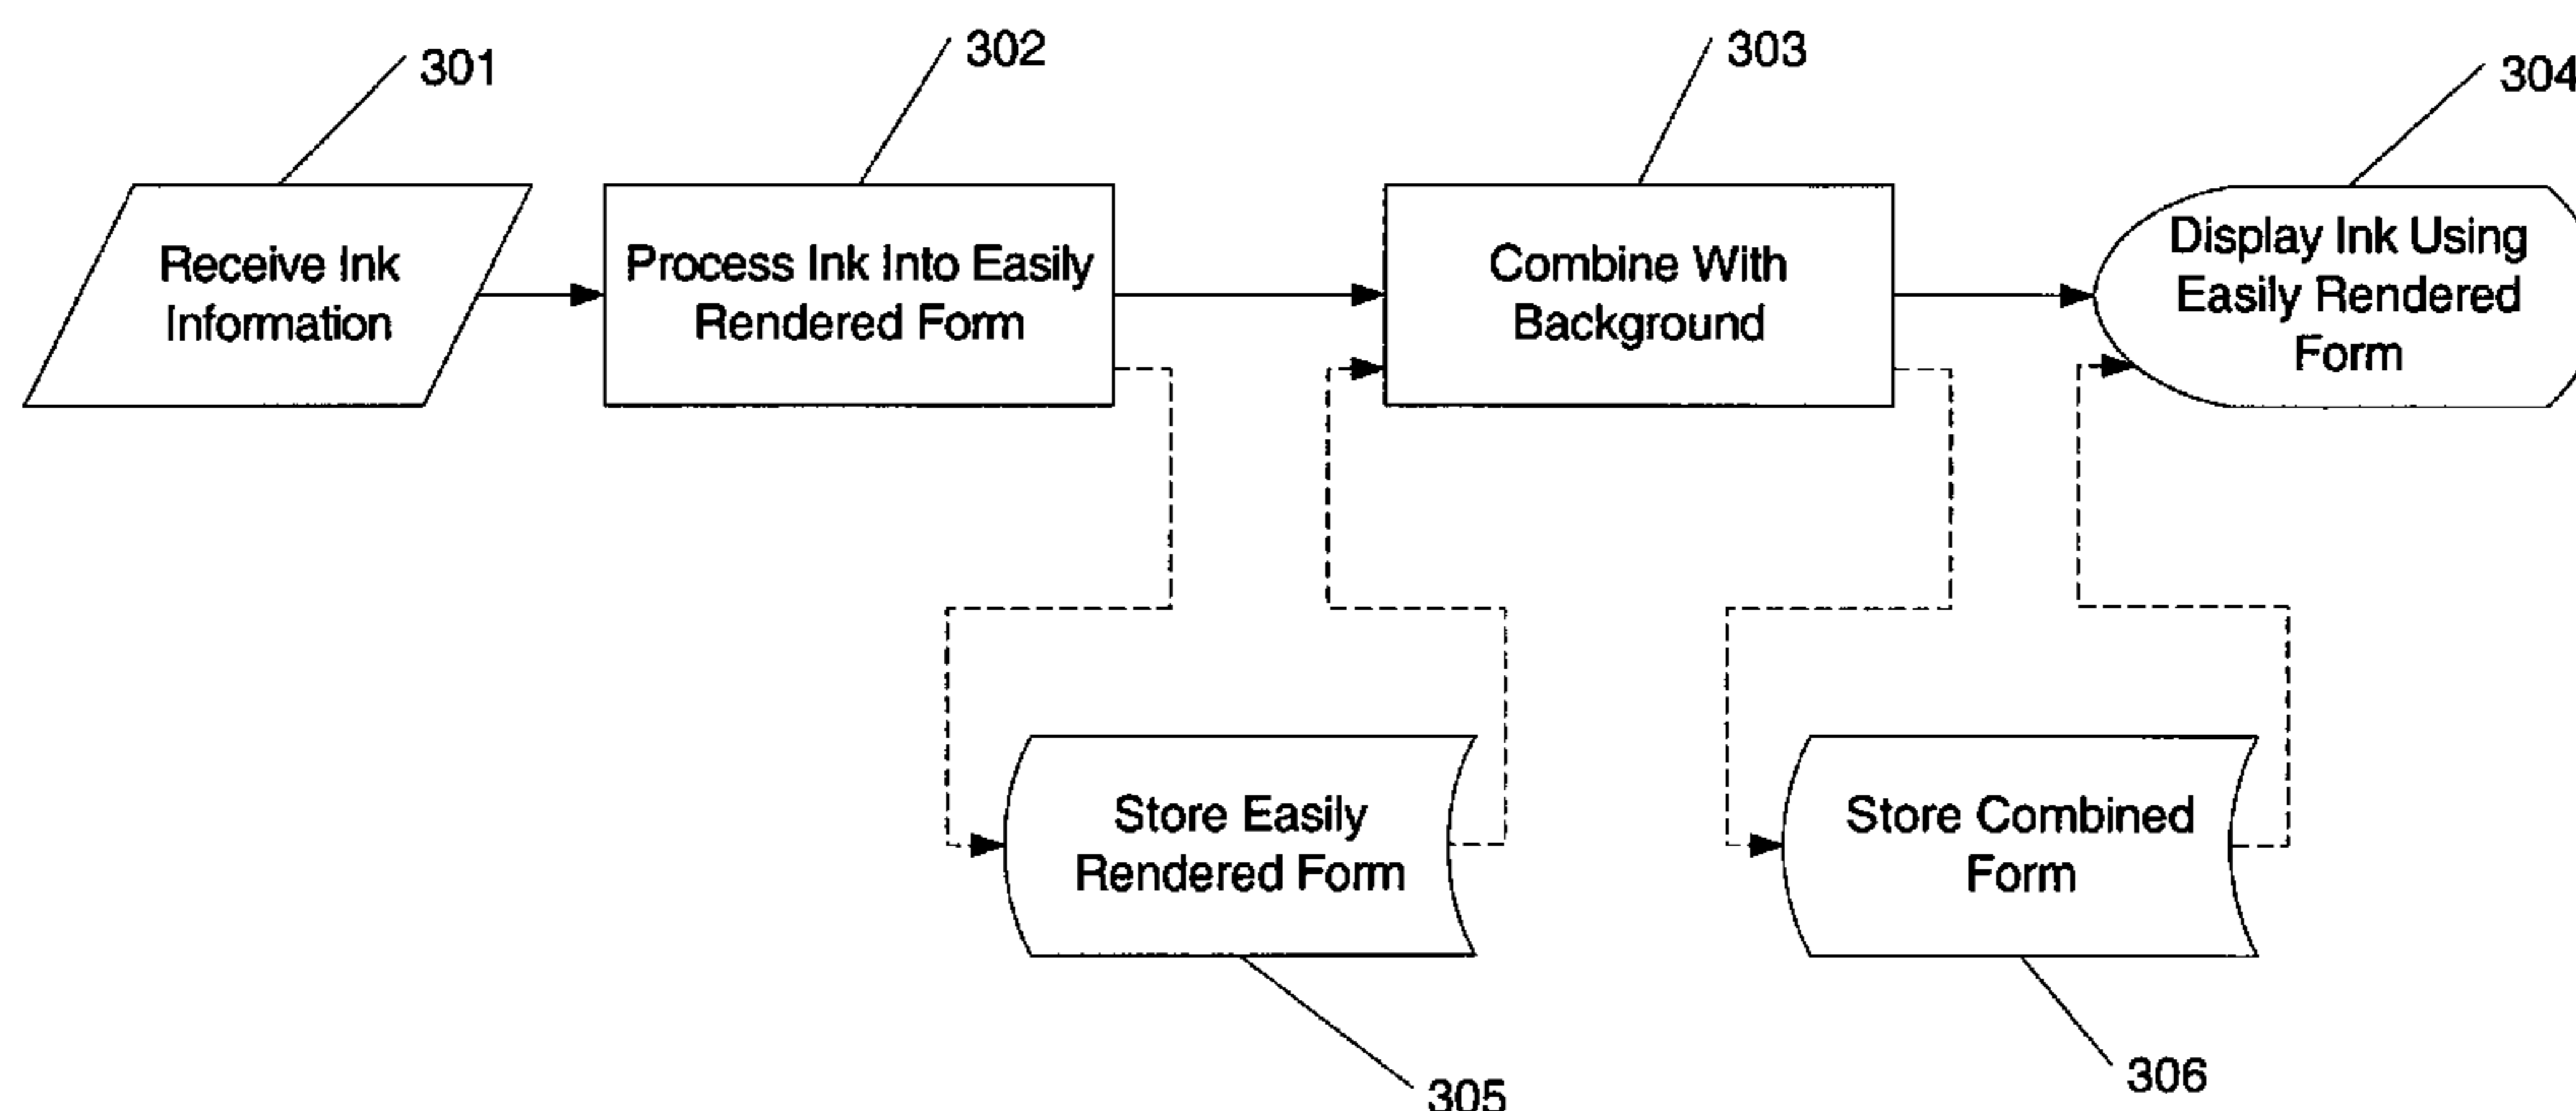 301
302
303
304
Receive Ink
Information
Process Ink Into Easily
Rendered Form
Combine With
Background
Display Ink Using
Easily Rendered
Form
Store Easily
Rendered Form
Store Combined
Form
305
306